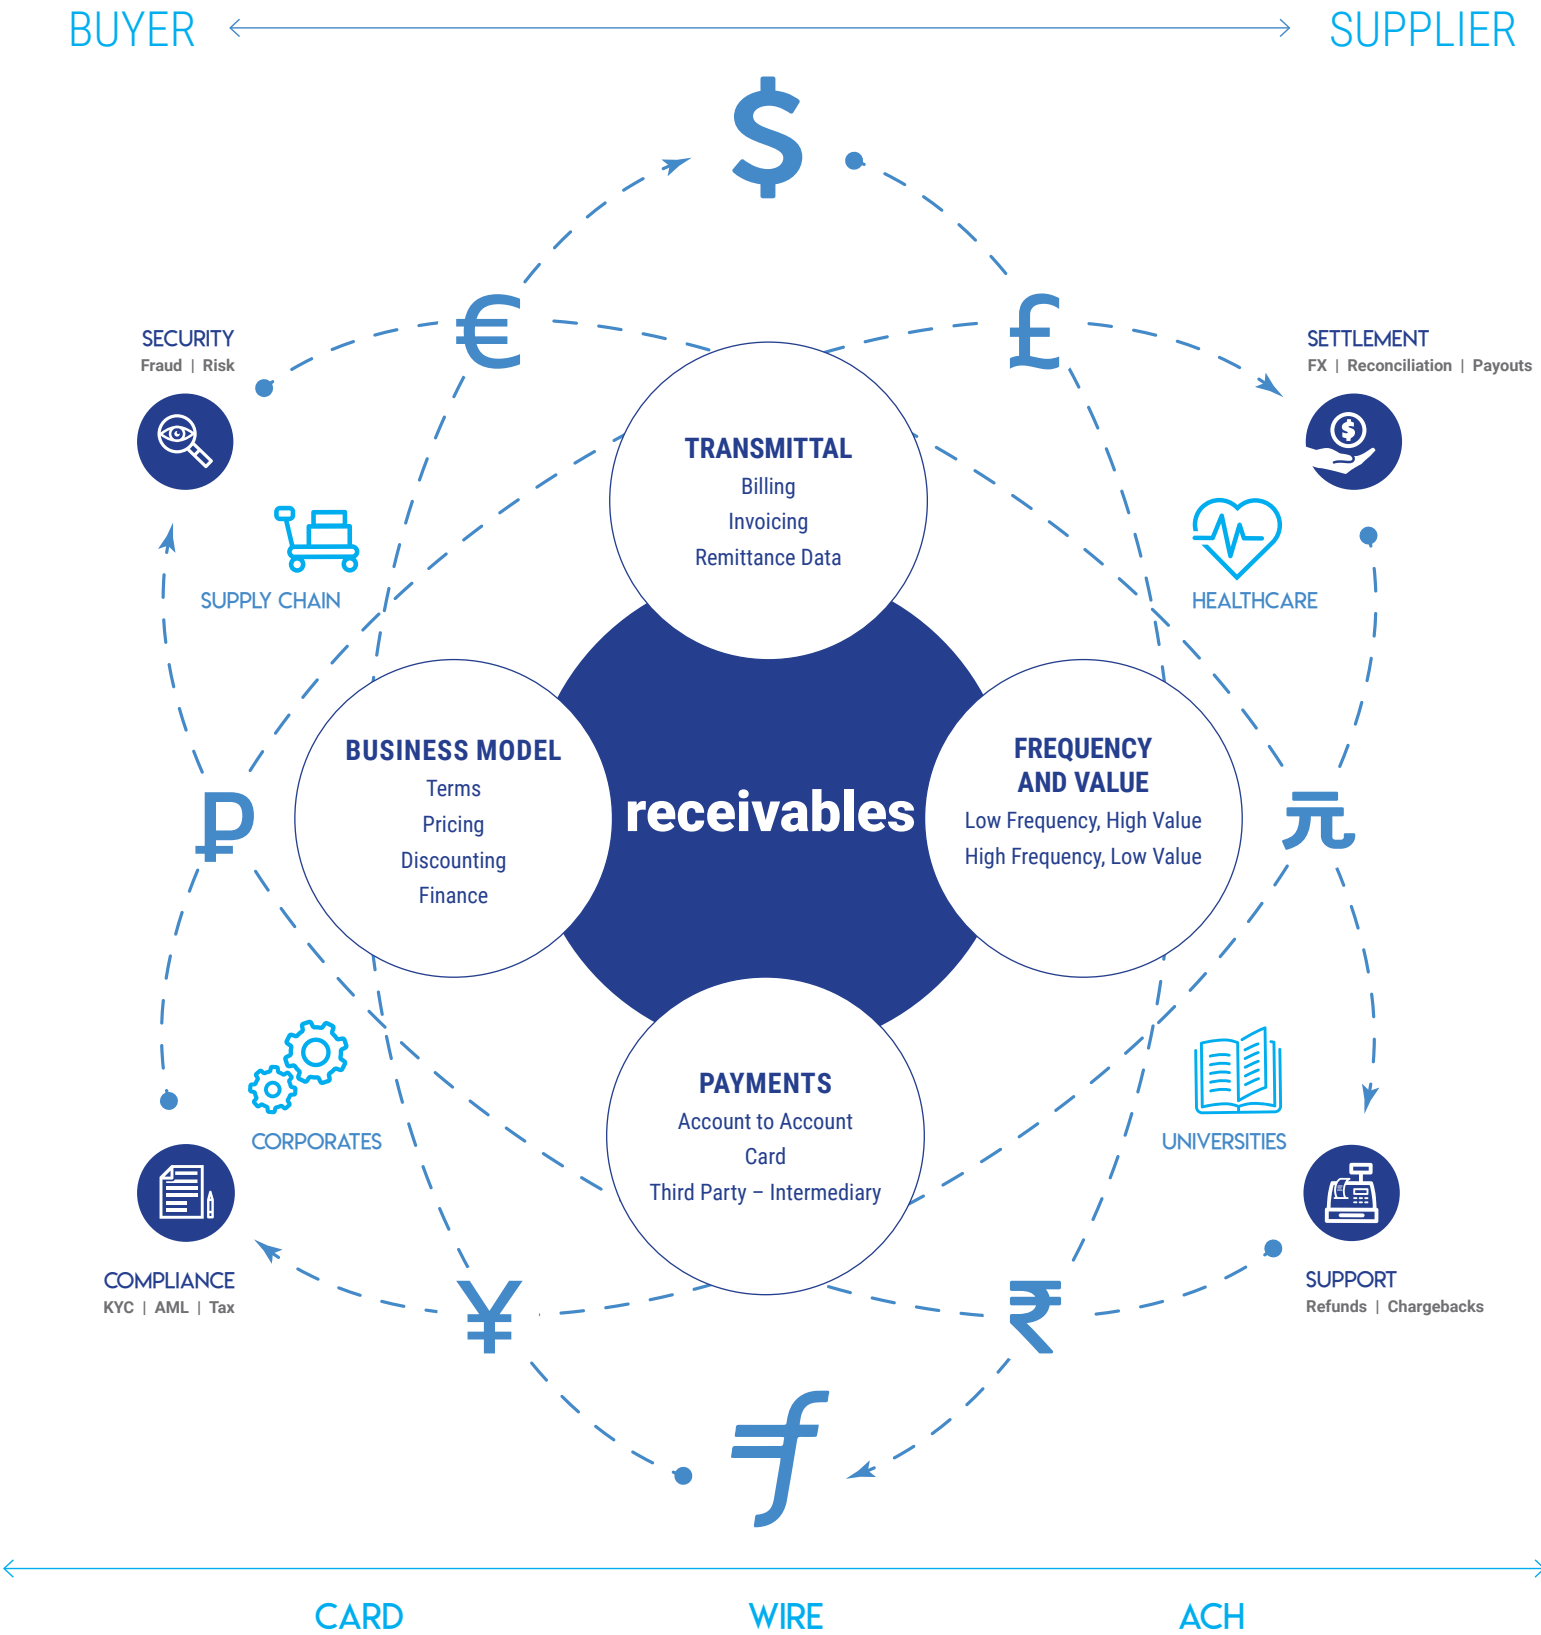 BUYER
SUPPLIER
$
€
£
SECURITY
Fraud | Risk
SETTLEMENT
FX | Reconciliation | Payouts
$
TRANSMITTAL
Billing
Invoicing
Remittance Data
SUPPLY CHAIN
HEALTHCARE
BUSINESS MODEL
Terms
Pricing
Discounting
Finance
receivables
FREQUENCY
AND VALUE
Low Frequency, High Value
High Frequency, Low Value
₽
元
PAYMENTS
Account to Account
Card
Third Party – Intermediary
CORPORATES
UNIVERSITIES
COMPLIANCE
KYC | AML | Tax
SUPPORT
Refunds | Chargebacks
¥
₹
CARD
WIRE
ACH